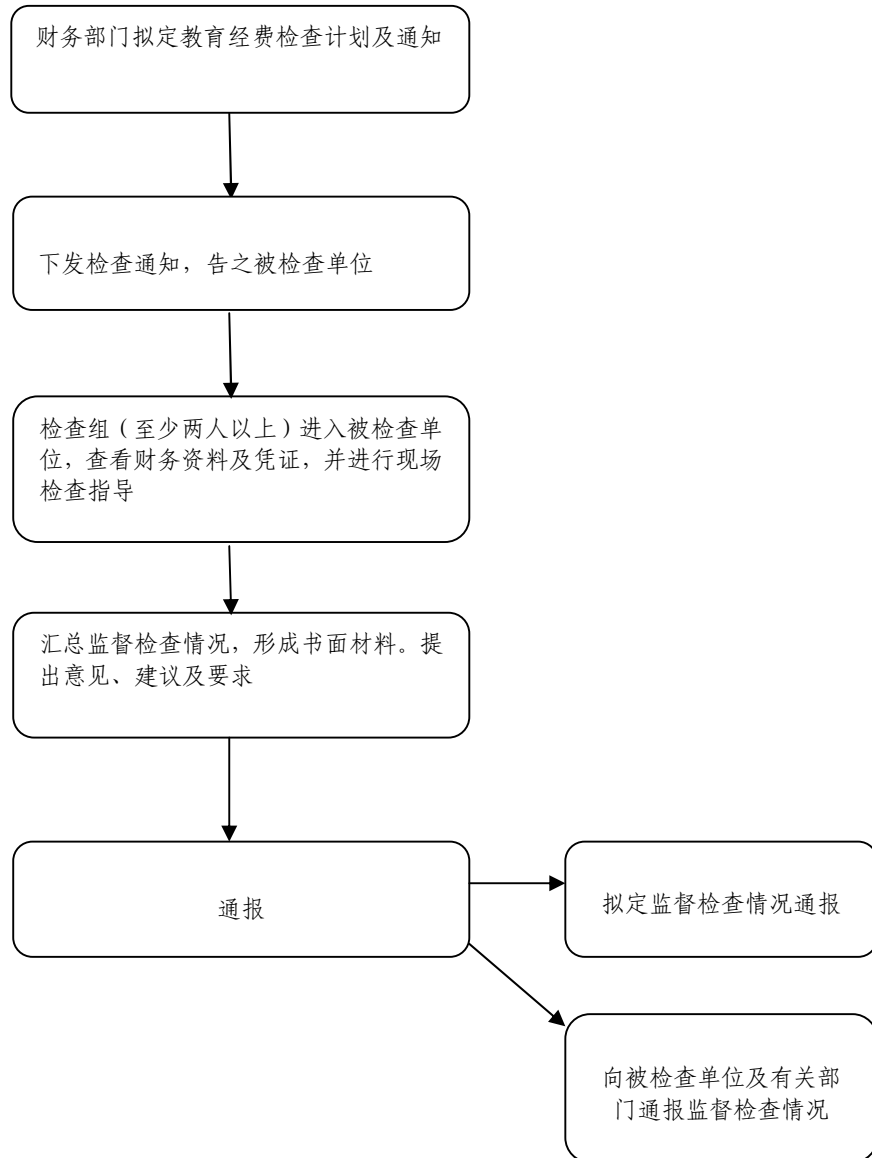 财务部门拟定教育经费检查计划及通知
下发检查通知，告之被检查单位
检查组（至少两人以上）进入被检查单
位，查看财务资料及凭证，并进行现场
检查指导
汇总监督检查情况，形成书面材料。提
出意见、建议及要求
通报
拟定监督检查情况通报
向被检查单位及有关部
门通报监督检查情况